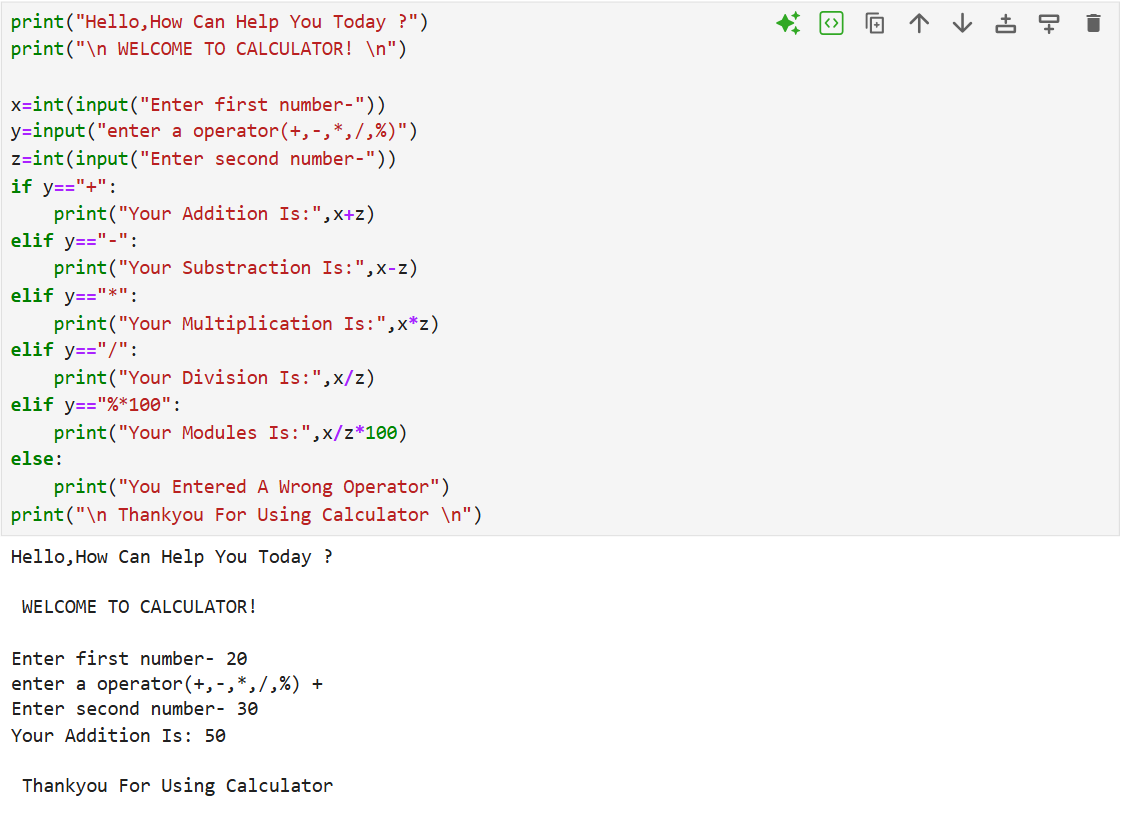 print("Hello,How Can Help You Today ?")
print("\n WELCOME TO CALCULATOR! \n")
x=int(input("Enter first number-"))
y=input("enter a operator(+,-,*,/,%)")
z=int(input("Enter second number-"))
if y=="+":
    print("Your Addition Is:",x+z)
elif y=="-":
    print("Your Substraction Is:",x-z)
elif y=="*":
    print("Your Multiplication Is:",x*z)
elif y=="/":
    print("Your Division Is:",x/z)
elif y=="%*100":
    print("Your Modules Is:",x/z*100)
else:
    print("You Entered A Wrong Operator")
print("\n Thankyou For Using Calculator \n")
Hello,How Can Help You Today ?
 WELCOME TO CALCULATOR!
Enter first number- 20
enter a operator(+,-,*,/,%) +
Enter second number- 30
Your Addition Is: 50
 Thankyou For Using Calculator